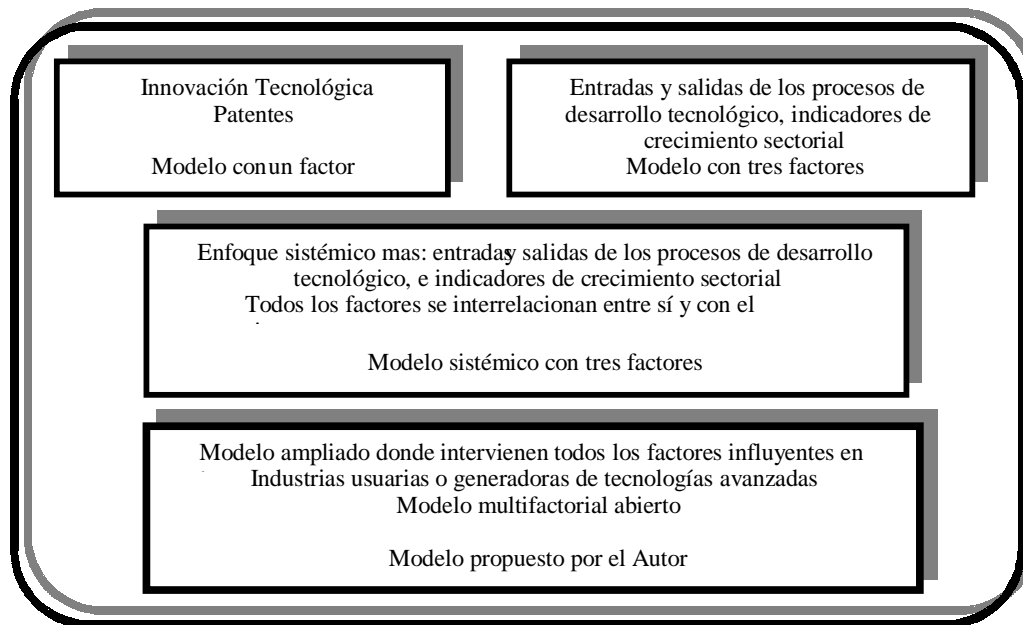 Innovación Tecnológica
Patentes
Modelo con un factor
Entradas y salidas de los procesos de
desarrollo tecnológico, indicadores de
crecimiento sectorial
Modelo con tres factores
Enfoque sistémico mas: entradas y salidas de los procesos de desarrollo
tecnológico, e indicadores de crecimiento sectorial
Todos los factores se interrelacionan entre sí y con el
Modelo sistémico con tres factores
Modelo ampliado donde intervienen todos los factores influyentes en
Industrias usuarias o generadoras de tecnologías avanzadas
Modelo multifactorial abierto
Modelo propuesto por el Autor